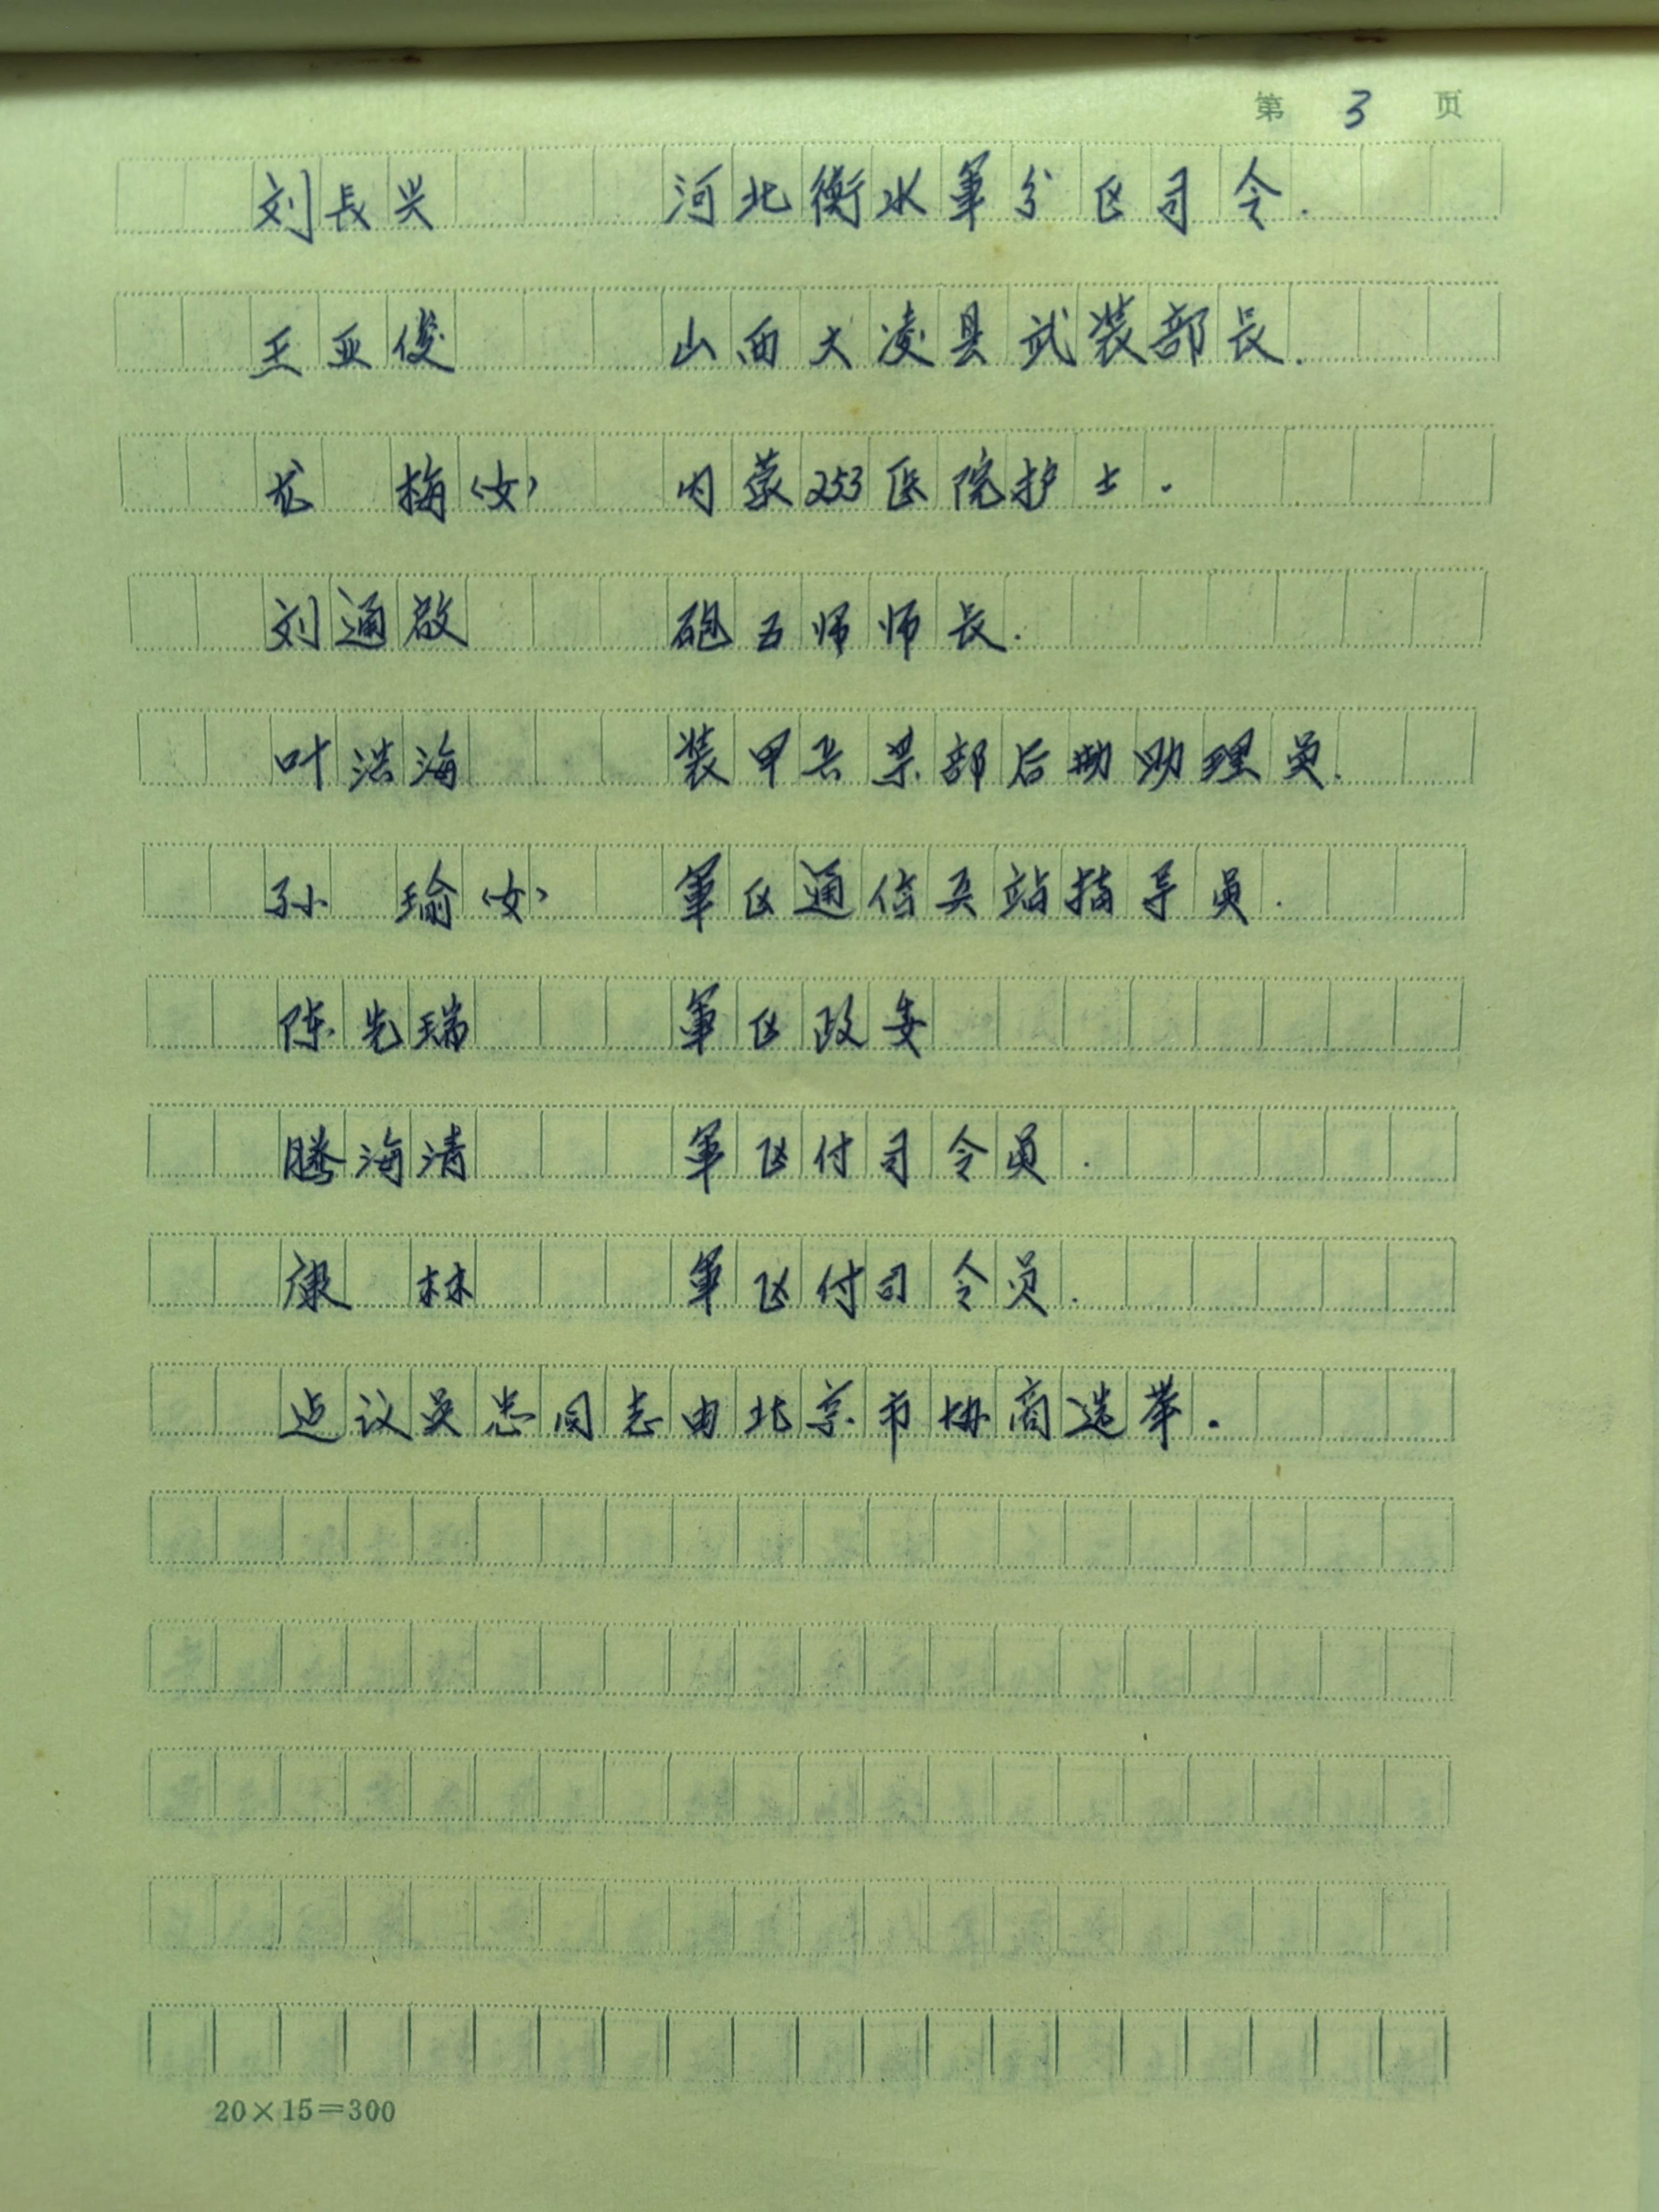 第 3 页
刘長兴 河北衡水軍分区司令.
王亚俊 山西大凌县武装部長.
龙 梅(女) 内蒙253医院护士.
刘通啟 砲五师师长.
叶浩海 装甲兵某部后勤助理员.
孙 瑜(女) 軍区通信兵站指导员.
陈先瑞 軍区政委
腾海清 軍区付司令员.
康 林 軍区付司令员.
建议吴忠同志由北京市协商选举.
20×15=300